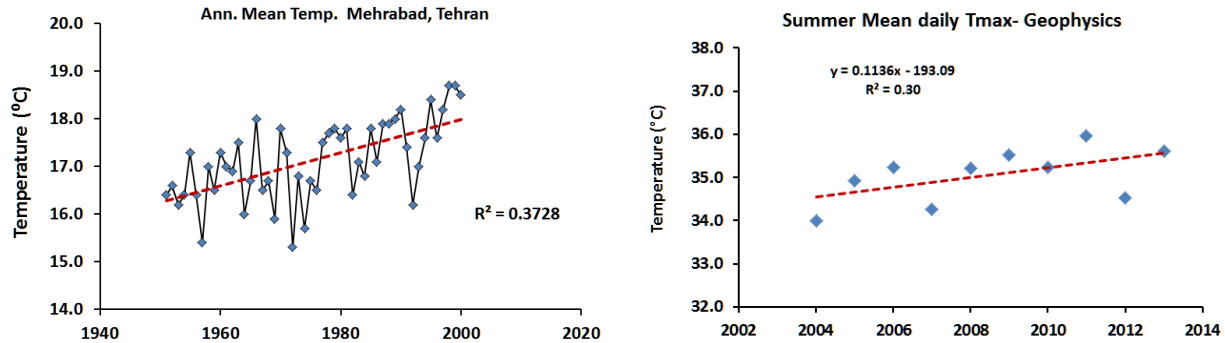 Ann. Mean Temp. Mehrabad, Tehran
Temperature (⁰C)
20.0
19.0
18.0
17.0
16.0
15.0
14.0
R² = 0.3728
1940 1960 1980 2000 2020
Summer Mean daily Tmax- Geophysics
Temperature (°C)
y = 0.1136x - 193.09
R² = 0.30
38.0
37.0
36.0
35.0
34.0
33.0
32.0
2002 2004 2006 2008 2010 2012 2014